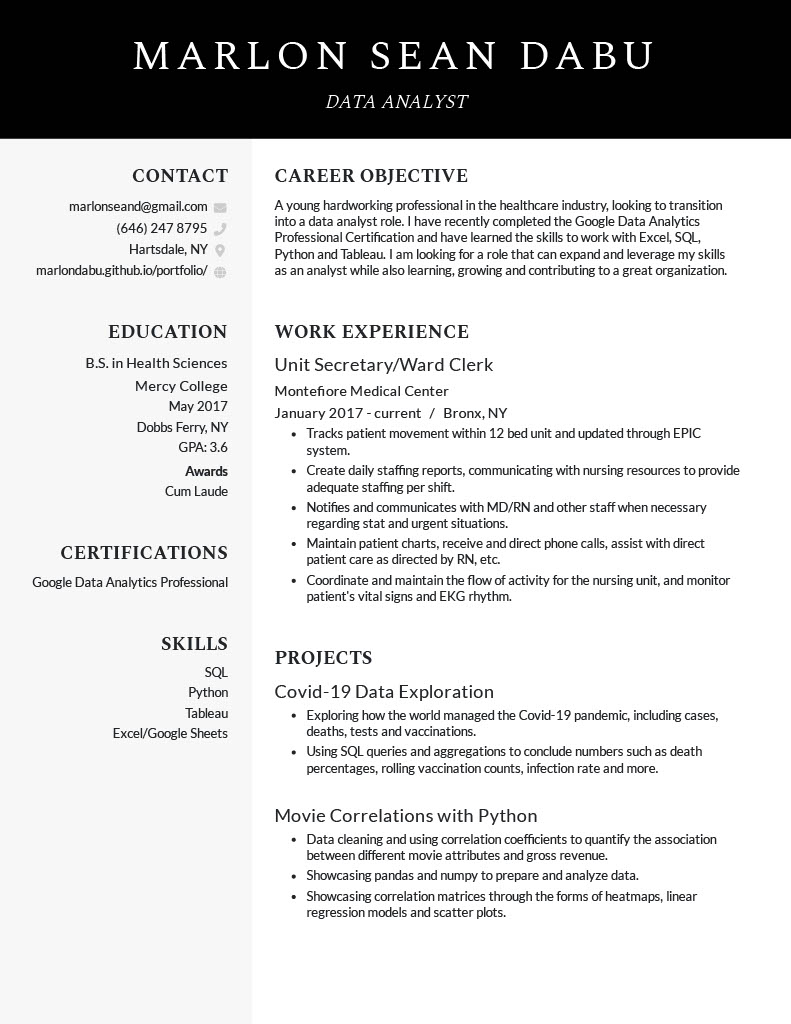 MARLON SEAN DABU
DATA ANALYST
CONTACT
marlonseand@gmail.com
(646) 247 8795
Hartsdale, NY
marlondabu.github.io/portfolio/
EDUCATION
B.S. in Health Sciences
Mercy College
May 2017
Dobbs Ferry, NY
GPA: 3.6
Awards
Cum Laude
CERTIFICATIONS
Google Data Analytics Professional
SKILLS
SQL
Python
Tableau
Excel/Google Sheets
CAREER OBJECTIVE
A young hardworking professional in the healthcare industry, looking to transition
into a data analyst role. I have recently completed the Google Data Analytics
Professional Certification and have learned the skills to work with Excel, SQL,
Python and Tableau. I am looking for a role that can expand and leverage my skills
as an analyst while also learning, growing and contributing to a great organization.
WORK EXPERIENCE
Unit Secretary/Ward Clerk
Montefiore Medical Center
January 2017 - current / Bronx, NY
• Tracks patient movement within 12 bed unit and updated through EPIC
system.
• Create daily staffing reports, communicating with nursing resources to provide
adequate staffing per shift.
• Notifies and communicates with MD/RN and other staff when necessary
regarding stat and urgent situations.
• Maintain patient charts, receive and direct phone calls, assist with direct
patient care as directed by RN, etc.
• Coordinate and maintain the flow of activity for the nursing unit, and monitor
patient's vital signs and EKG rhythm.
PROJECTS
Covid-19 Data Exploration
• Exploring how the world managed the Covid-19 pandemic, including cases,
deaths, tests and vaccinations.
• Using SQL queries and aggregations to conclude numbers such as death
percentages, rolling vaccination counts, infection rate and more.
Movie Correlations with Python
• Data cleaning and using correlation coefficients to quantify the association
between different movie attributes and gross revenue.
• Showcasing pandas and numpy to prepare and analyze data.
• Showcasing correlation matrices through the forms of heatmaps, linear
regression models and scatter plots.